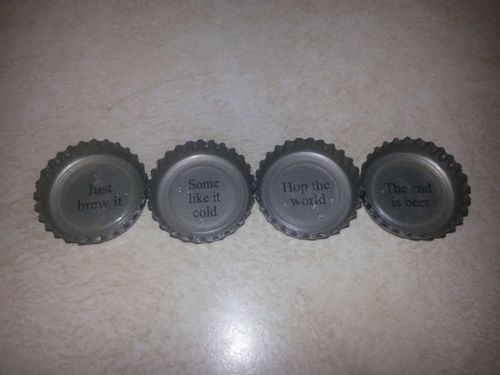 Just
brew it
Some
like it
cold
Hop the
world
The end
is beer